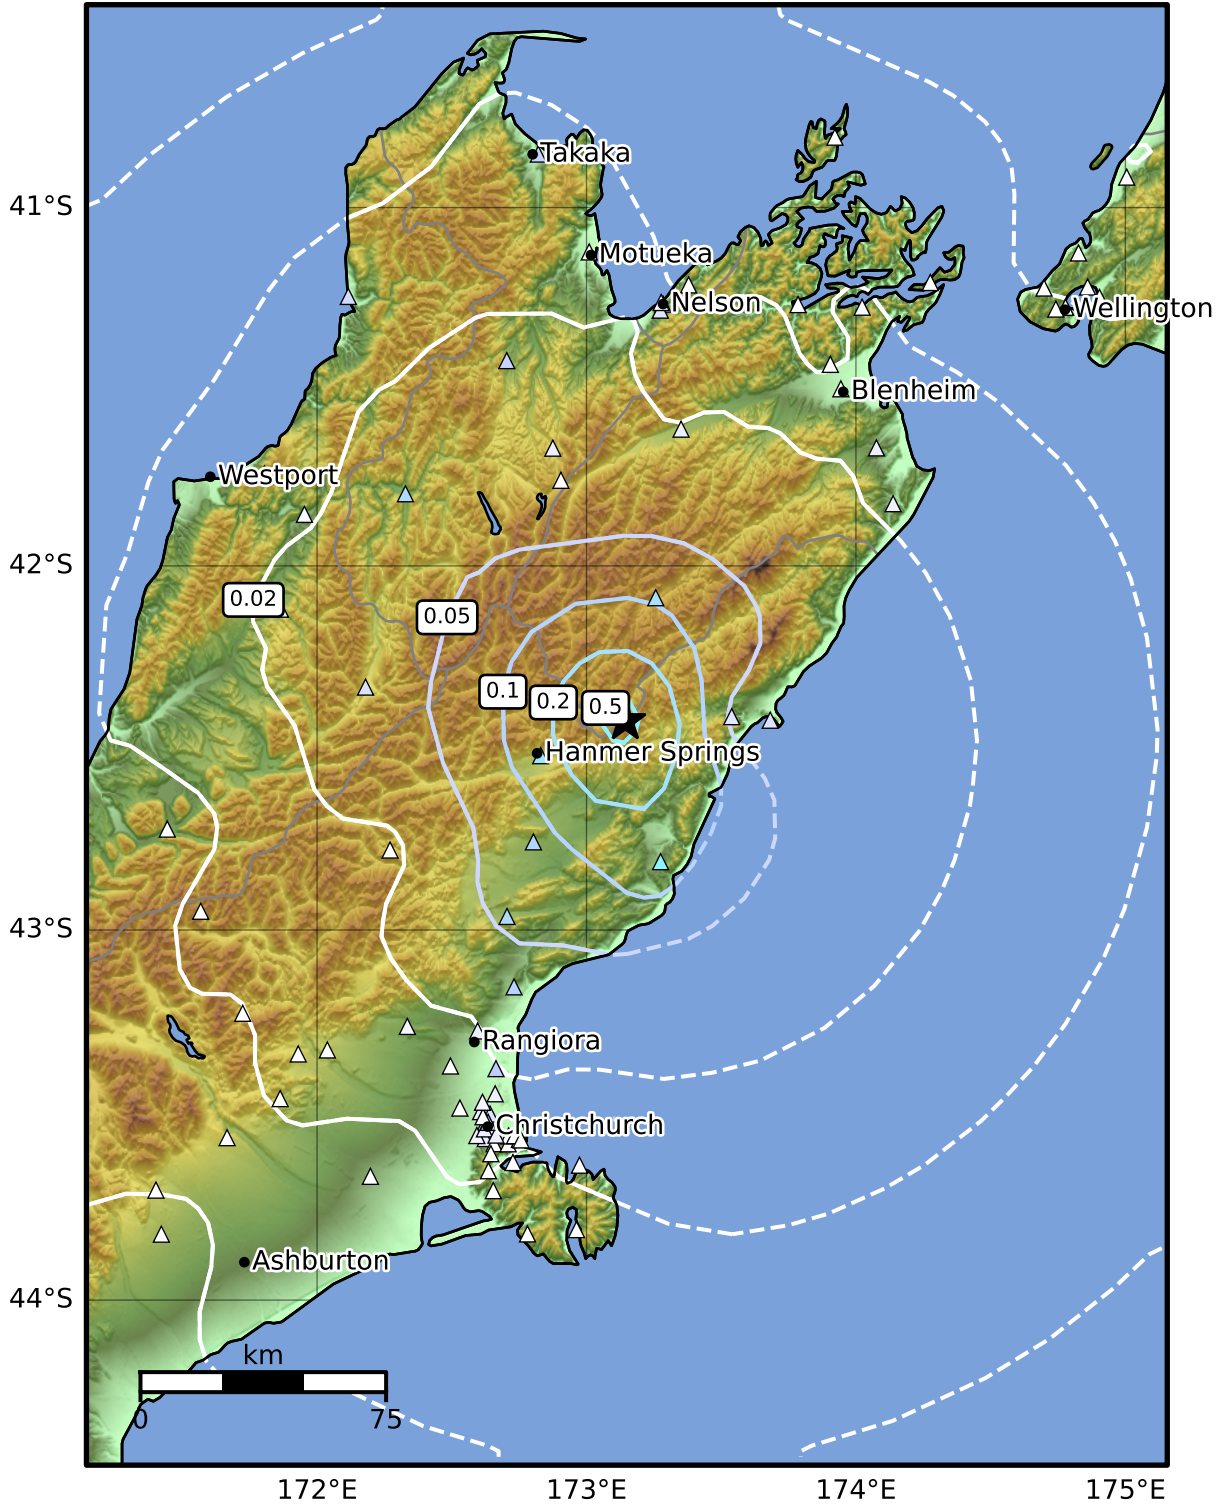 Takaka
41°S
Motueka
Nelson
Wellington
Blenheim
Westport
42°S
0.02
0.05
0.1
0.2
0.5
Hanmer Springs
43°S
Rangiora
Christchurch
Ashburton
44°S
km
0
75
172°E
173°E
174°E
175°E